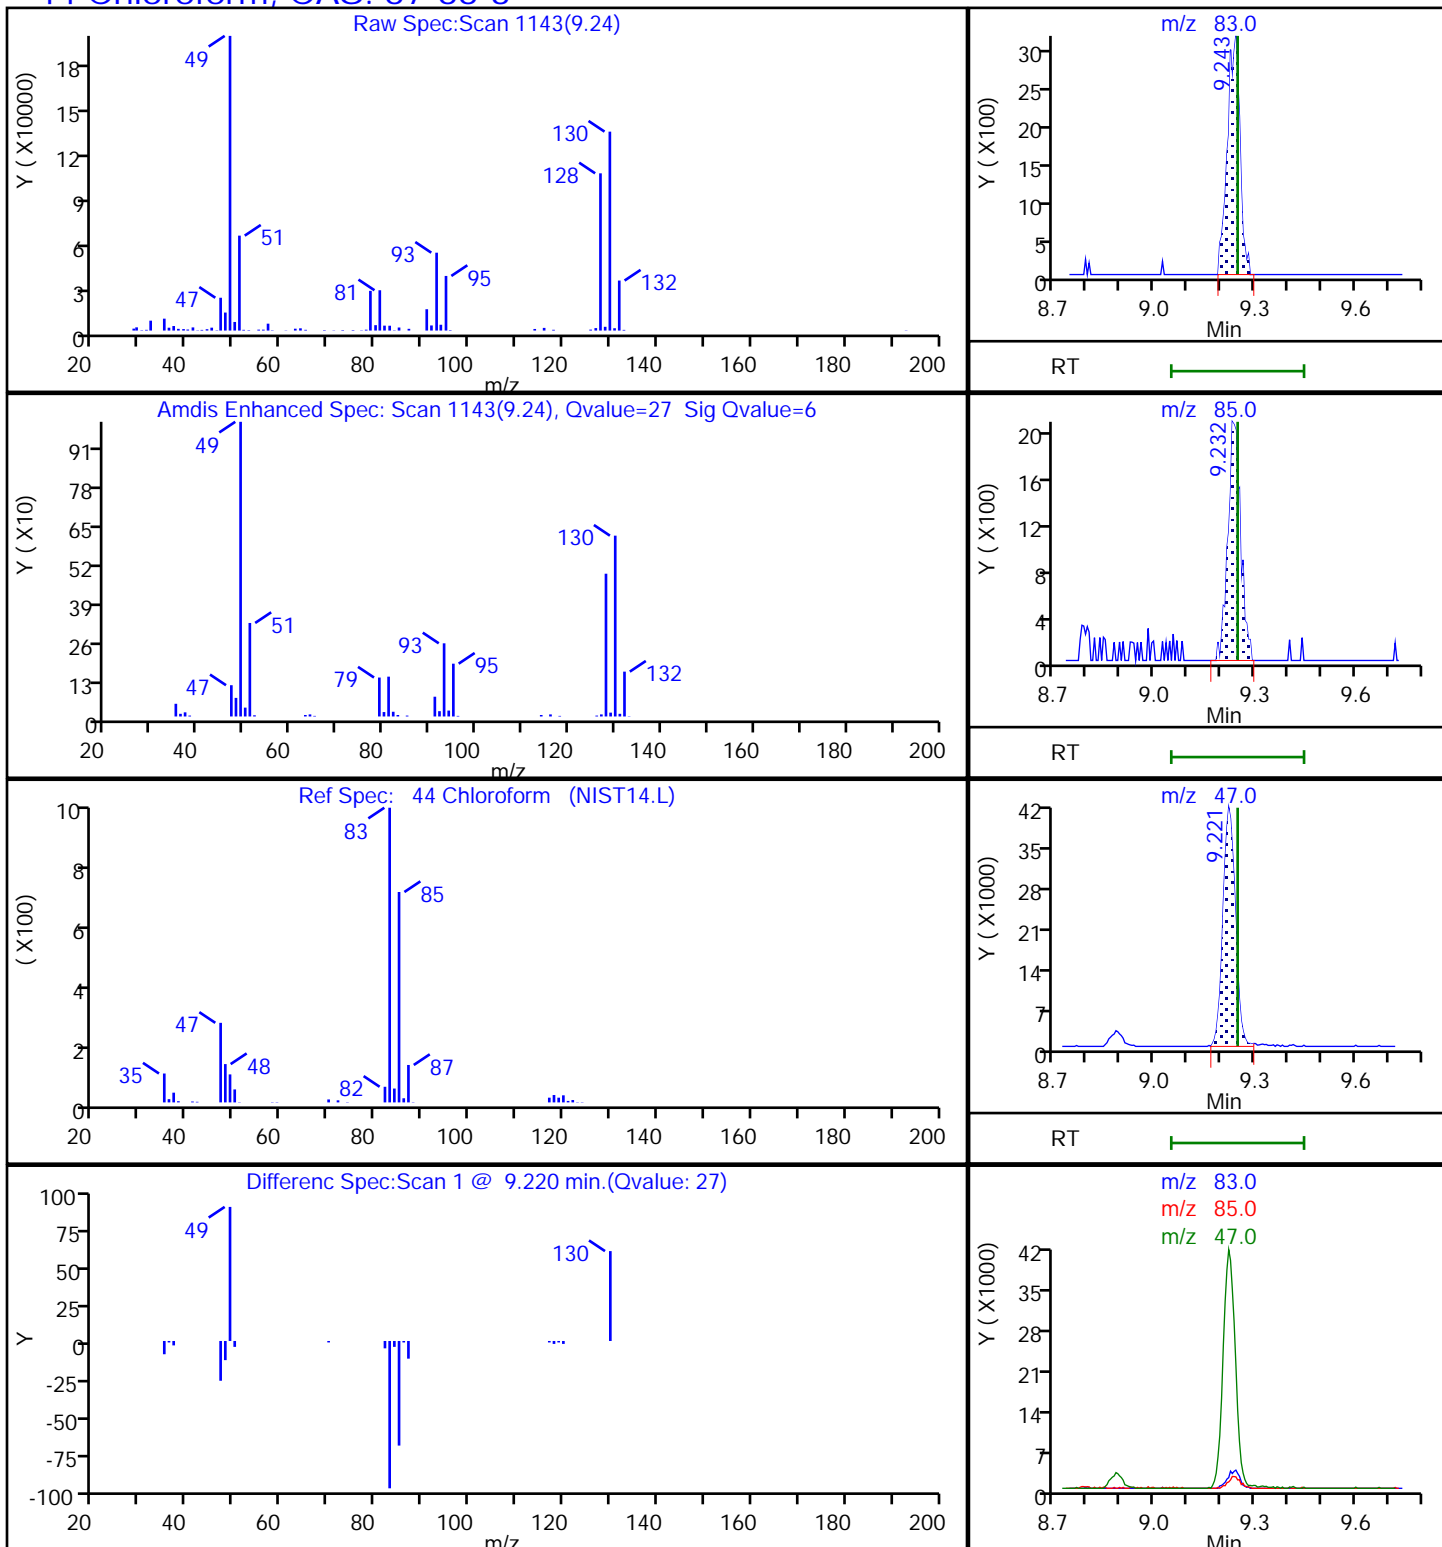 Raw Spec:Scan 1143(9.24)
Y ( X10000)
18
15
12
9
6
3
0
49
51
47
81
93
95
130
128
132
20 40 60 80 100 120 140 160 180 200
m/z
m/z 83.0
Y ( X100)
30
25
20
15
10
5
0
9.243
8.7 9.0 9.3 9.6
Min
RT
Amdis Enhanced Spec: Scan 1143(9.24), Qvalue=27 Sig Qvalue=6
Y ( X10)
91
78
65
52
39
26
13
0
49
51
47
79
93
95
130
132
20 40 60 80 100 120 140 160 180 200
m/z
m/z 85.0
Y ( X100)
20
16
12
8
4
0
9.232
8.7 9.0 9.3 9.6
Min
RT
Ref Spec: 44 Chloroform (NIST14.L)
( X100)
10
8
6
4
2
0
83
85
47
48
35
82
87
20 40 60 80 100 120 140 160 180 200
m/z 47.0
Y ( X1000)
42
35
28
21
14
7
0
9.221
8.7 9.0 9.3 9.6
Min
RT
Differenc Spec:Scan 1 @ 9.220 min.(Qvalue: 27)
Y
100
75
50
25
0
-25
-50
-75
-100
49
130
20 40 60 80 100 120 140 160 180 200
m/z
m/z 83.0
m/z 85.0
m/z 47.0
Y ( X1000)
42
35
28
21
14
7
0
8.7 9.0 9.3 9.6
Min